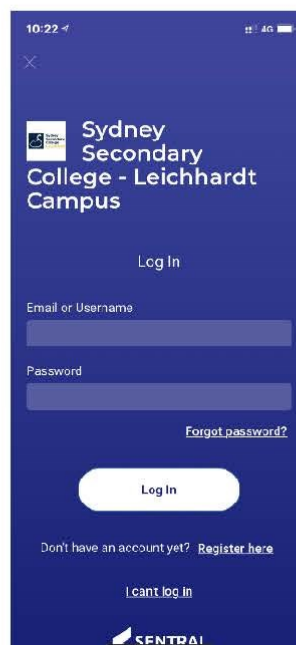 10:22
4G
Sydney
Secondary
College - Leichhardt
Campus
Log In
Email or Username
Password
Forgot password?
Log In
Don't have an account yet? Register here
I cant log in
SENTRAL